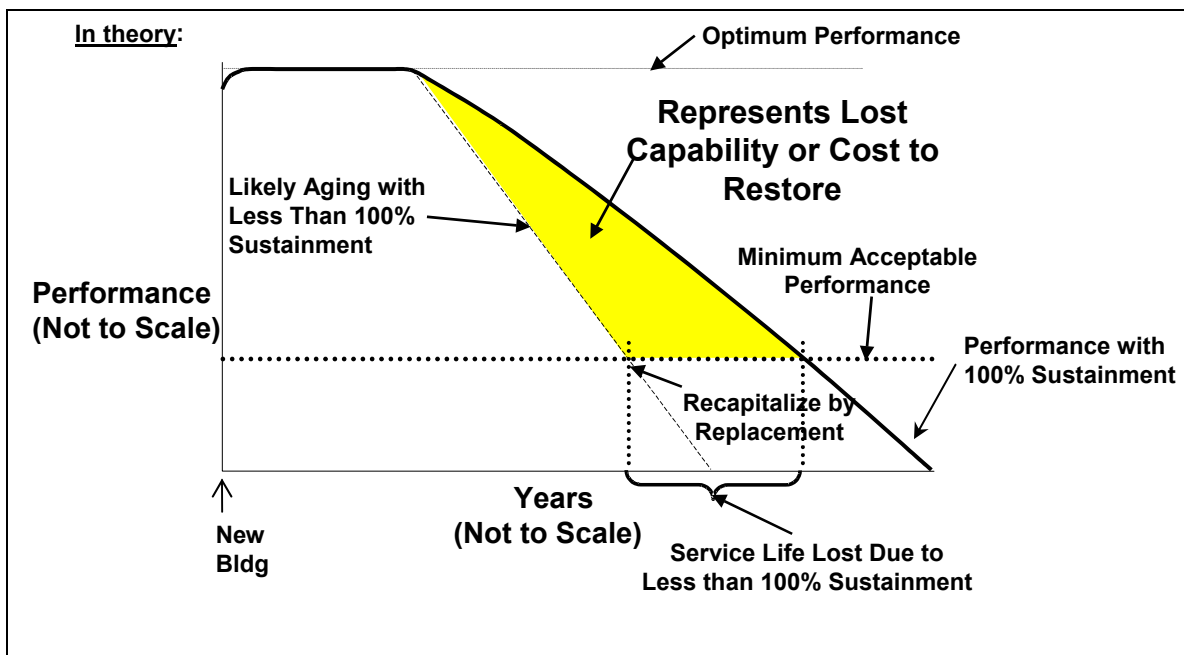 In theory:
Optimum Performance
Represents Lost
Capability or Cost to
Restore
Likely Aging with
Less Than 100%
Sustainment
Minimum Acceptable
Performance
Performance
(Not to Scale)
Performance with
100% Sustainment
Recapitalize by
Replacement
Years
(Not to Scale)
New
Bldg
Service Life Lost Due to
Less than 100% Sustainment